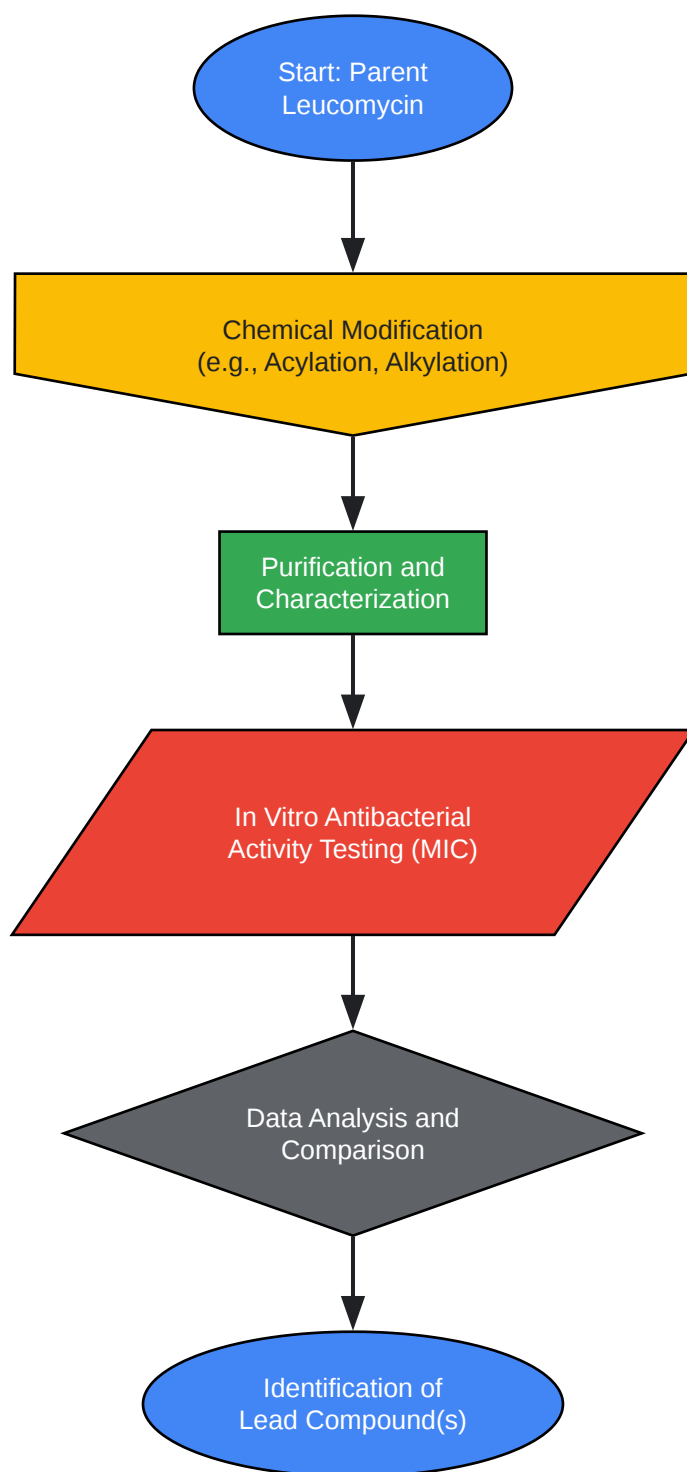 Start: Parent
Leucomycin
Chemical Modification
(e.g., Acylation, Alkylation)
Purification and
Characterization
In Vitro Antibacterial
Activity Testing (MIC)
Data Analysis and
Comparison
Identification of
Lead Compound(s)